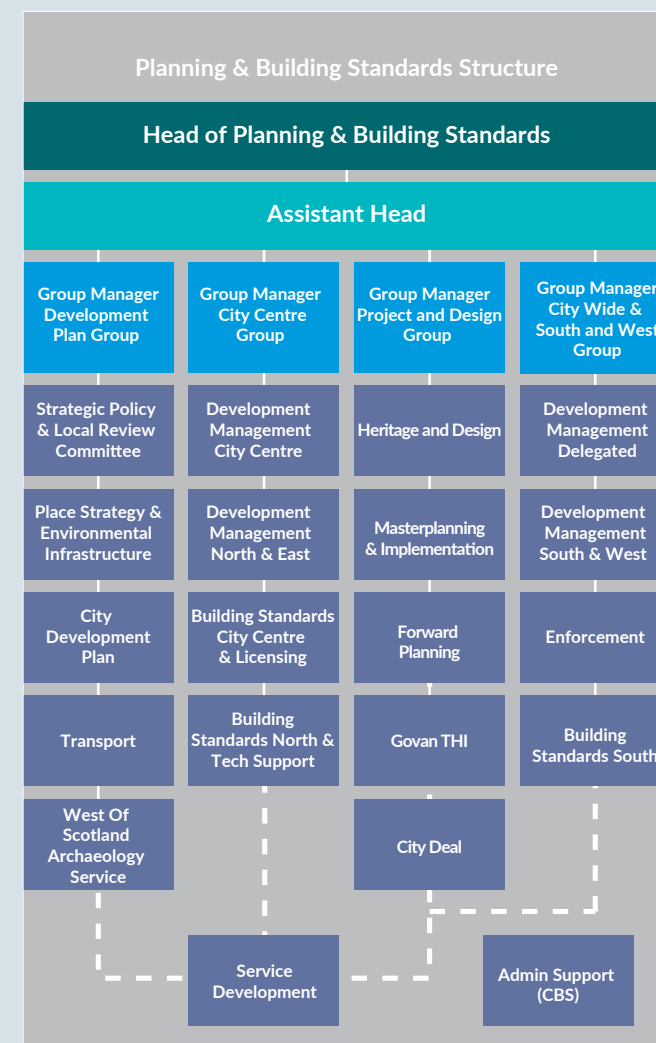 Planning & Building Standards Structure
Head of Planning & Building Standards
Assistant Head
Group Manager
Development
Plan Group
Group Manager
City Centre
Group
Group Manager
Project and Design
Group
Group Manager
City Wide &
South and West
Group
Strategic Policy
& Local Review
Committee
Development
Management
City Centre
Heritage and Design
Development
Management
Delegated
Place Strategy &
Environmental
Infrastructure
Development
Management
North & East
Masterplanning
& Implementation
Development
Management
South & West
City
Development
Plan
Building Standards
City Centre
& Licensing
Forward
Planning
Enforcement
Transport
Building
Standards North &
Tech Support
Govan THI
Building
Standards South
West Of
Scotland
Archaeology
Service
City Deal
Service
Development
Admin Support
(CBS)